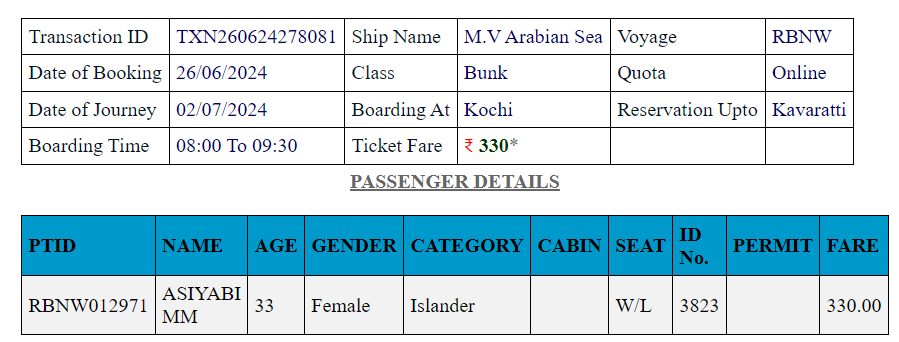 Transaction ID TXN260624278081 Ship Name M.V Arabian Sea Voyage RBNW
Date of Booking 26/06/2024 Class Bunk Quota Online
Date of Journey 02/07/2024 Boarding At Kochi Reservation Upto Kavaratti
Boarding Time 08:00 To 09:30 Ticket Fare ₹ 330*
PASSENGER DETAILS
PTID NAME AGE GENDER CATEGORY CABIN SEAT ID No. PERMIT FARE
RBNW012971 ASIYABI MM 33 Female Islander W/L 3823 330.00